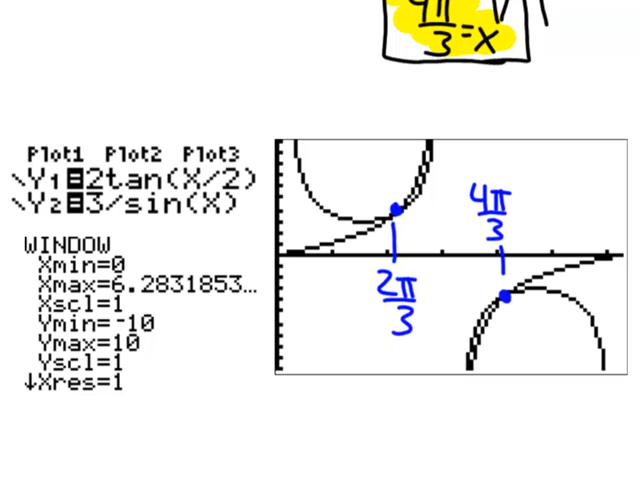 4π/3 = x
Plot1 Plot2 Plot3
\Y₁=2tan(X/2)
\Y₂=3/sin(X)
WINDOW
Xmin=0
Xmax=6.2831853…
Xscl=1
Ymin=-10
Ymax=10
Yscl=1
↓Xres=1
4π/3
2π/3